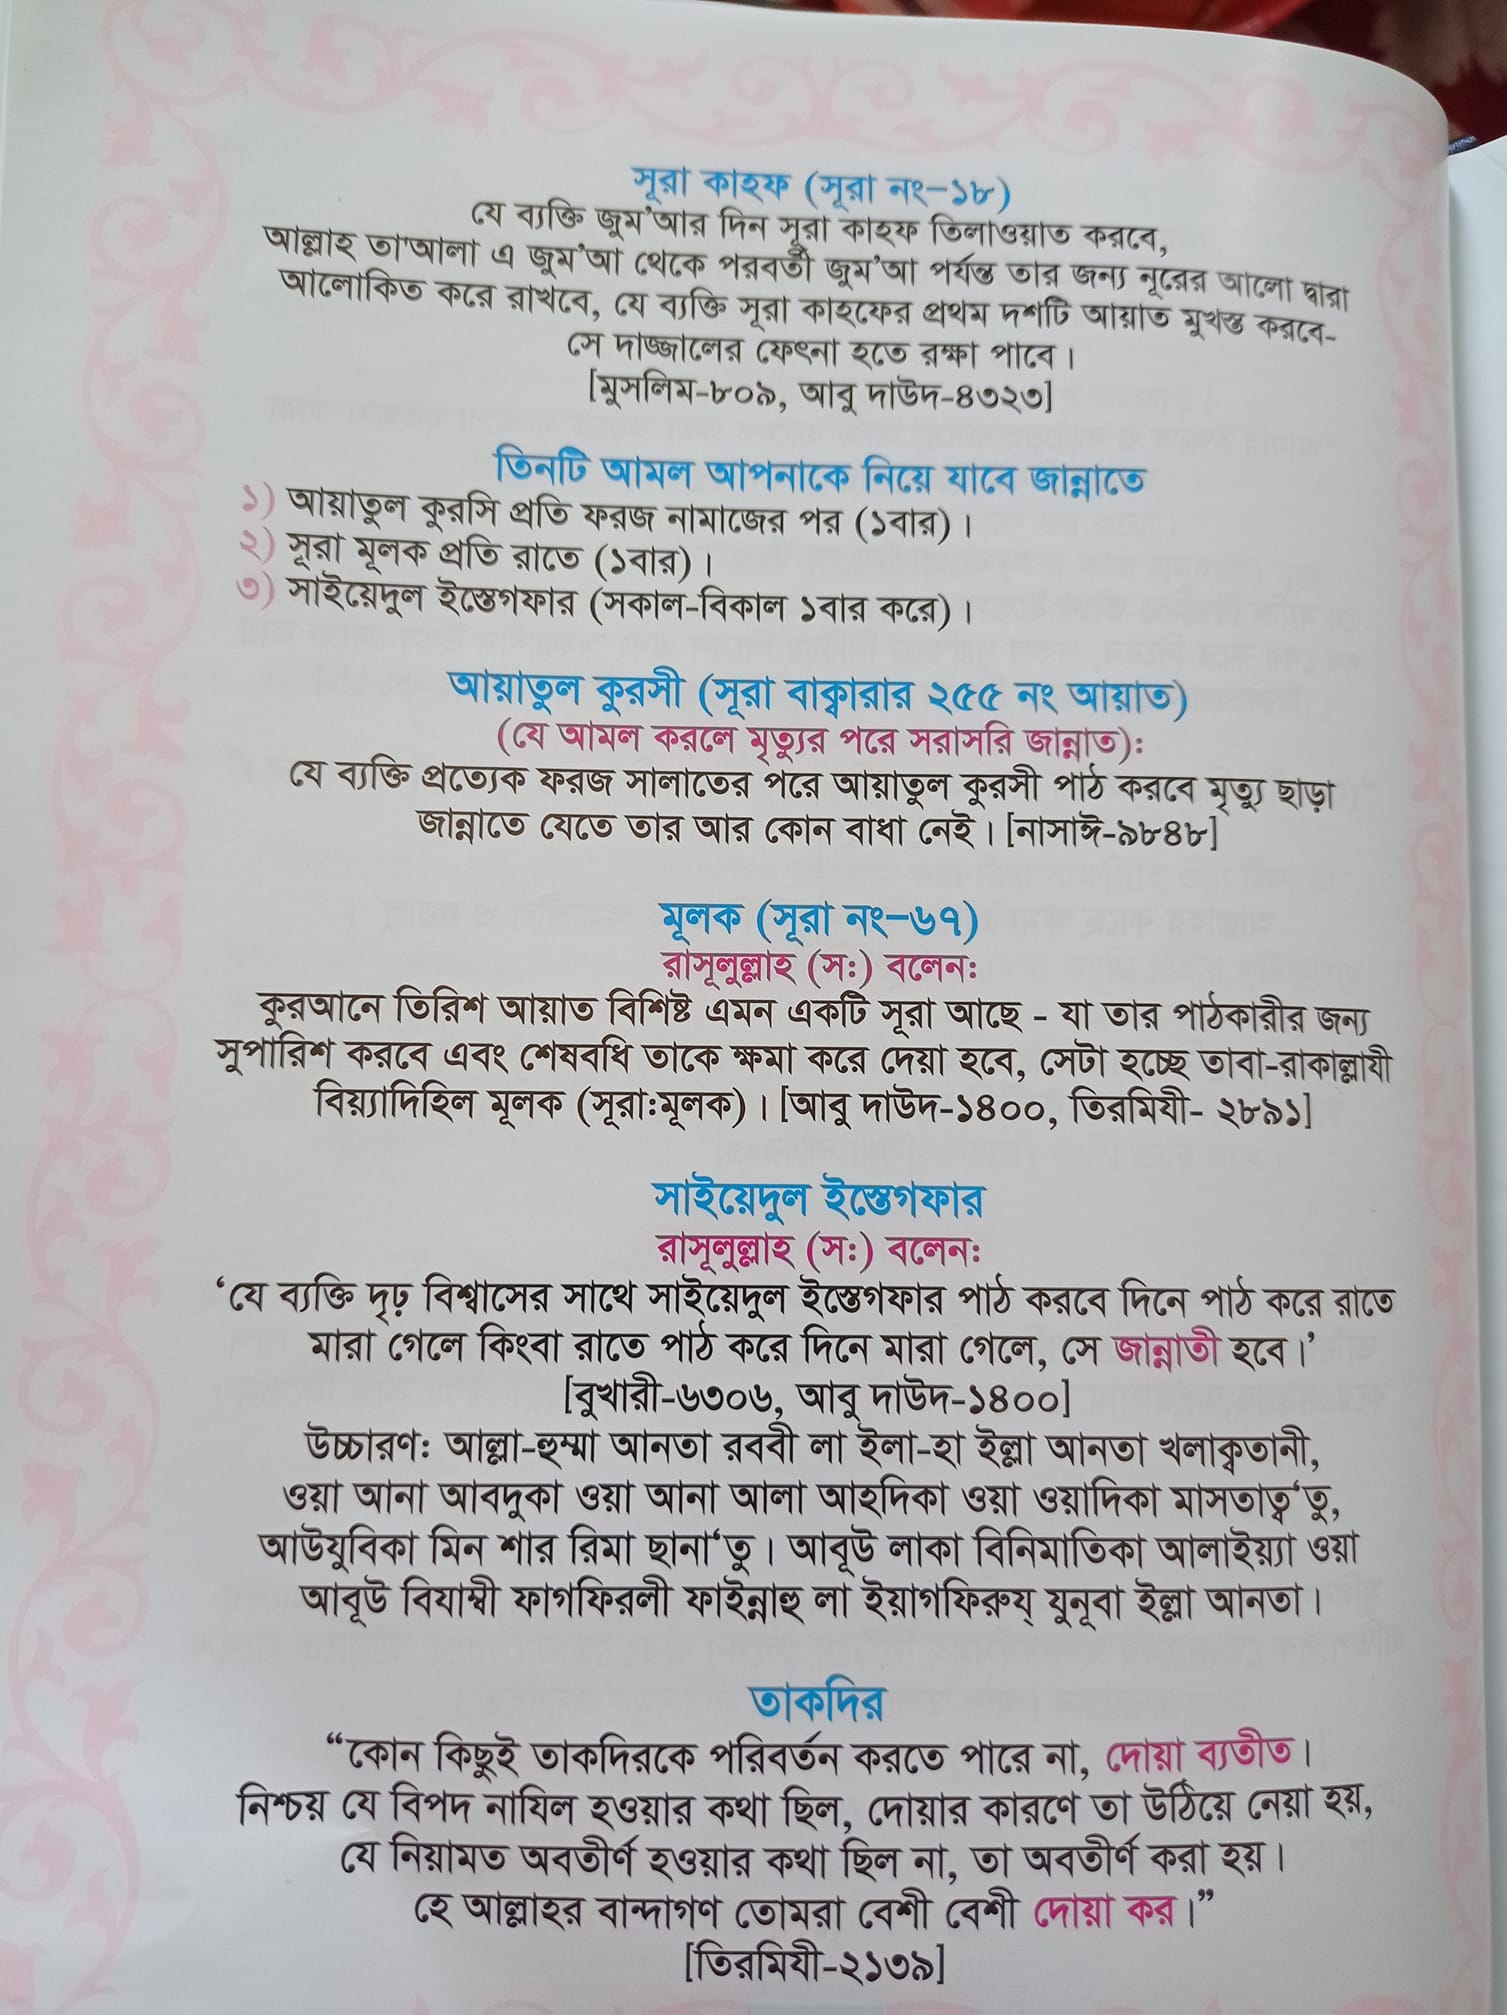 সূরা কাহফ (সূরা নং-১৮)
যে ব্যক্তি জুম'আর দিন সূরা কাহফ তিলাওয়াত করবে,
আল্লাহ তা'আলা এ জুম'আ থেকে পরবর্তী জুম'আ পর্যন্ত তার জন্য নূরের আলো দ্বারা
আলোকিত করে রাখবে, যে ব্যক্তি সূরা কাহফের প্রথম দশটি আয়াত মুখস্ত করবে-
সে দাজ্জালের ফেৎনা হতে রক্ষা পাবে।
[মুসলিম-৮০৯, আবু দাউদ-৪৩২৩]
তিনটি আমল আপনাকে নিয়ে যাবে জান্নাতে
১) আয়াতুল কুরসি প্রতি ফরজ নামাজের পর (১বার)।
২) সূরা মূলক প্রতি রাতে (১বার)।
৩) সাইয়েদুল ইস্তেগফার (সকাল-বিকাল ১বার করে)।
আয়াতুল কুরসী (সূরা বাক্বারার ২৫৫ নং আয়াত)
(যে আমল করলে মৃত্যুর পরে সরাসরি জান্নাত):
যে ব্যক্তি প্রত্যেক ফরজ সালাতের পরে আয়াতুল কুরসী পাঠ করবে মৃত্যু ছাড়া
জান্নাতে যেতে তার আর কোন বাধা নেই। [নাসাঈ-৯৮৪৮]
মূলক (সূরা নং-৬৭)
রাসূলুল্লাহ (স:) বলেন:
কুরআনে তিরিশ আয়াত বিশিষ্ট এমন একটি সূরা আছে - যা তার পাঠকারীর জন্য
সুপারিশ করবে এবং শেষবধি তাকে ক্ষমা করে দেয়া হবে, সেটা হচ্ছে তাবা-রাকাল্লাযী
বিয়্যাদিহিল মূলক (সূরা:মূলক)। [আবু দাউদ-১৪০০, তিরমিযী- ২৮৯১]
সাইয়েদুল ইস্তেগফার
রাসূলুল্লাহ (স:) বলেন:
‘যে ব্যক্তি দৃঢ় বিশ্বাসের সাথে সাইয়েদুল ইস্তেগফার পাঠ করবে দিনে পাঠ করে রাতে
মারা গেলে কিংবা রাতে পাঠ করে দিনে মারা গেলে, সে জান্নাতী হবে।’
[বুখারী-৬৩০৬, আবু দাউদ-১৪০০]
উচ্চারণ: আল্লা-হুম্মা আনতা রববী লা ইলা-হা ইল্লা আনতা খলাক্বতানী,
ওয়া আনা আবদুকা ওয়া আনা আলা আহদিকা ওয়া ওয়াদিকা মাসতাত্ব‘তু,
আউযুবিকা মিন শার রিমা ছানা‘তু। আবূউ লাকা বিনিমাতিকা আলাইয়্যা ওয়া
আবূউ বিযাম্বী ফাগফিরলী ফাইন্নাহু লা ইয়াগফিরুয্ যুনূবা ইল্লা আনতা।
তাকদির
“কোন কিছুই তাকদিরকে পরিবর্তন করতে পারে না, দোয়া ব্যতীত।
নিশ্চয় যে বিপদ নাযিল হওয়ার কথা ছিল, দোয়ার কারণে তা উঠিয়ে নেয়া হয়,
যে নিয়ামত অবতীর্ণ হওয়ার কথা ছিল না, তা অবতীর্ণ করা হয়।
হে আল্লাহর বান্দাগণ তোমরা বেশী বেশী দোয়া কর।”
[তিরমিযী-২১৩৯]